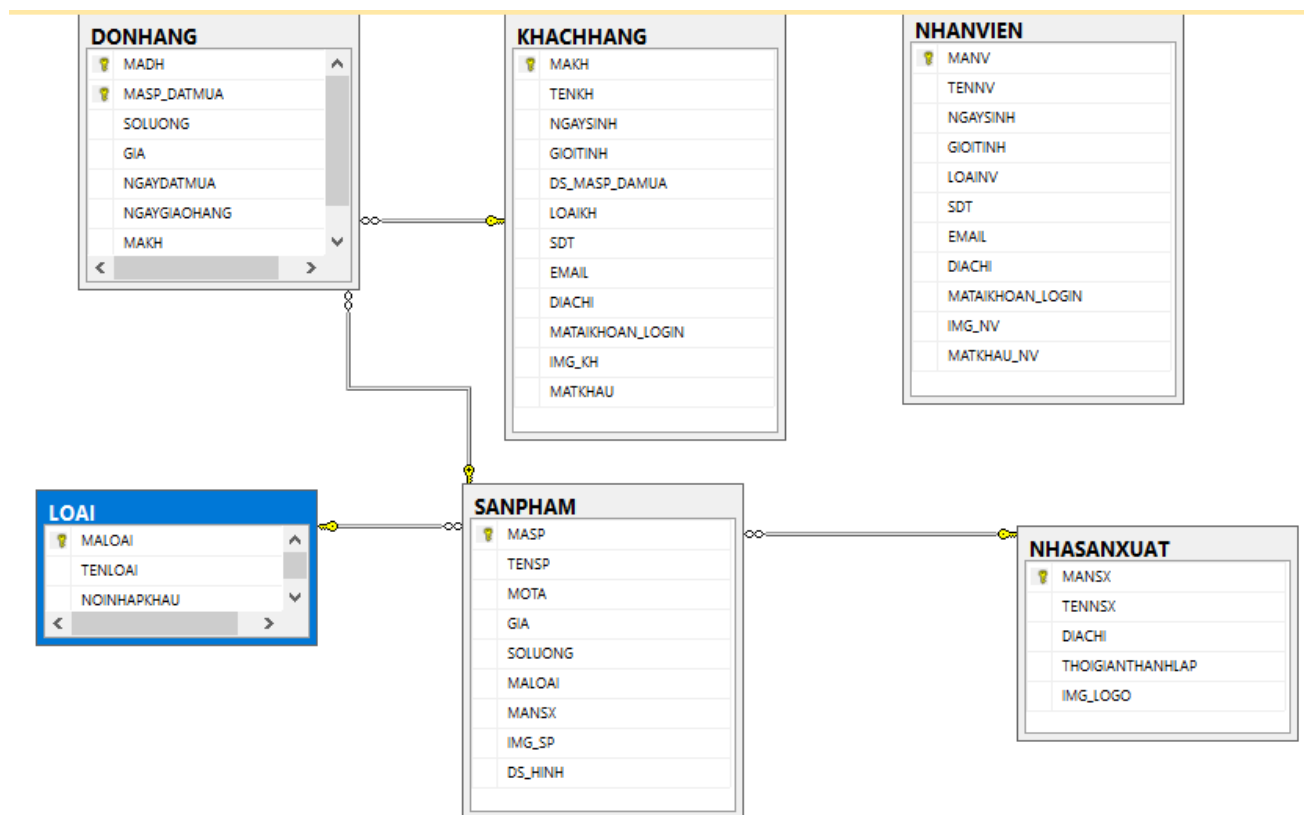 DONHANG
MADH
MASP_DATMUA
SOLUONG
GIA
NGAYDATMUA
NGAYGIAOHANG
MAKH
KHACHHANG
MAKH
TENKH
NGAYSINH
GIOITINH
DS_MASP_DAMUA
LOAIKH
SDT
EMAIL
DIACHI
MATAIKHOAN_LOGIN
IMG_KH
MATKHAU
NHANVIEN
MANV
TENNV
NGAYSINH
GIOITINH
LOAINV
SDT
EMAIL
DIACHI
MATAIKHOAN_LOGIN
IMG_NV
MATKHAU_NV
LOAI
MALOAI
TENLOAI
NOINHAPKHAU
SANPHAM
MASP
TENSP
MOTA
GIA
SOLUONG
MALOAI
MANSX
IMG_SP
DS_HINH
NHASANXUAT
MANSX
TENNSX
DIACHI
THOIGIANTHANHLAP
IMG_LOGO